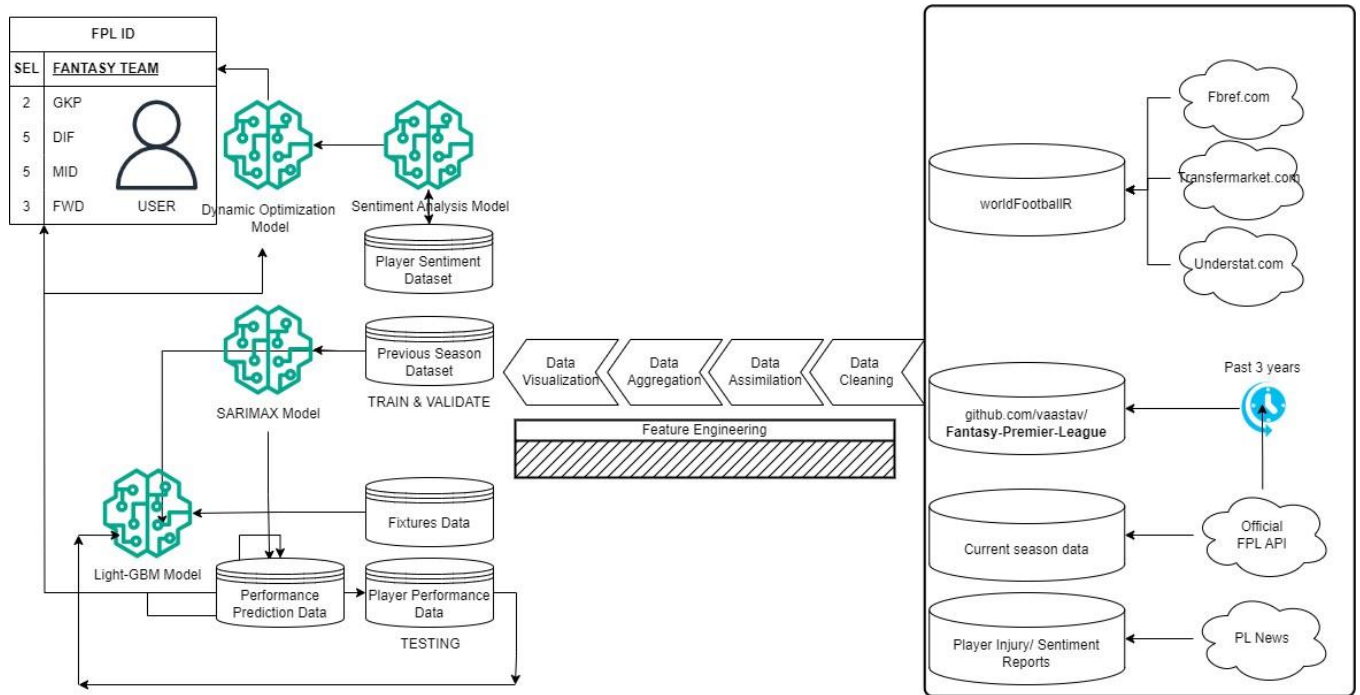 FPL ID
SEL FANTASY TEAM
2 GKP
5 DIF
5 MID
3 FWD
USER
Dynamic Optimization
Model
Sentiment Analysis Model
Player Sentiment
Dataset
SARIMAX Model
Previous Season
Dataset
TRAIN & VALIDATE
Light-GBM Model
Fixtures Data
Performance
Prediction Data
Player Performance
Data
TESTING
Data
Visualization
Data
Aggregation
Data
Assimilation
Data
Cleaning
Feature Engineering
worldFootballR
Fbref.com
Transfermarket.com
Understat.com
Past 3 years
github.com/vaastav/
Fantasy-Premier-League
Current season data
Official
FPL API
Player Injury/ Sentiment
Reports
PL News